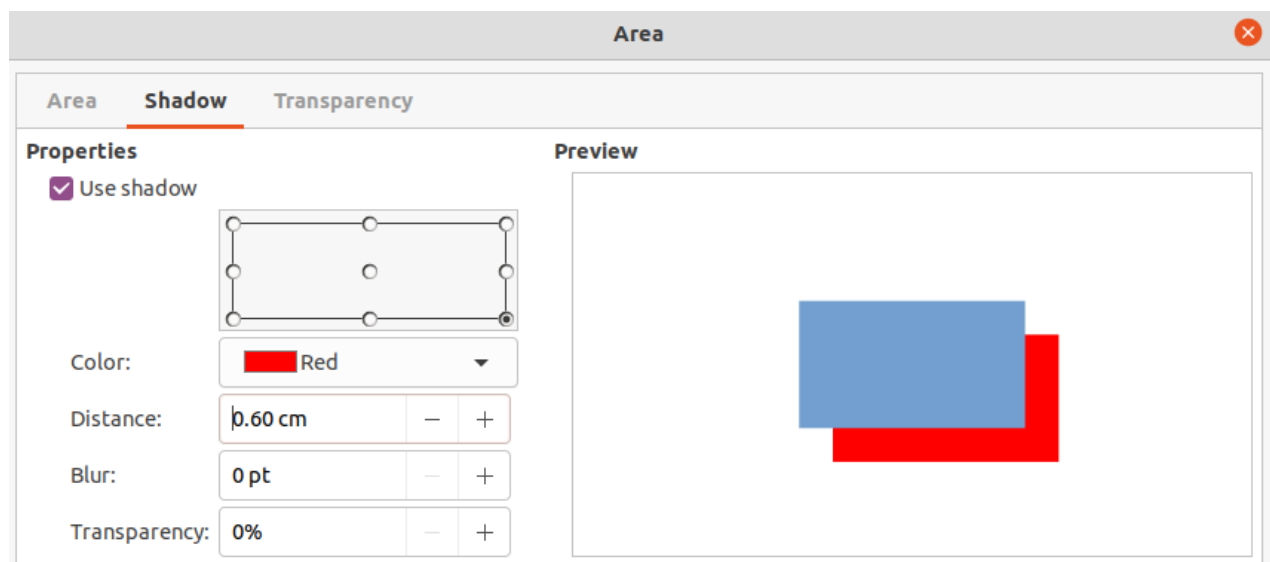 Area
Area Shadow Transparency
Properties
Preview
Use shadow
Color: Red
Distance: 0.60 cm
Blur: 0 pt
Transparency: 0%